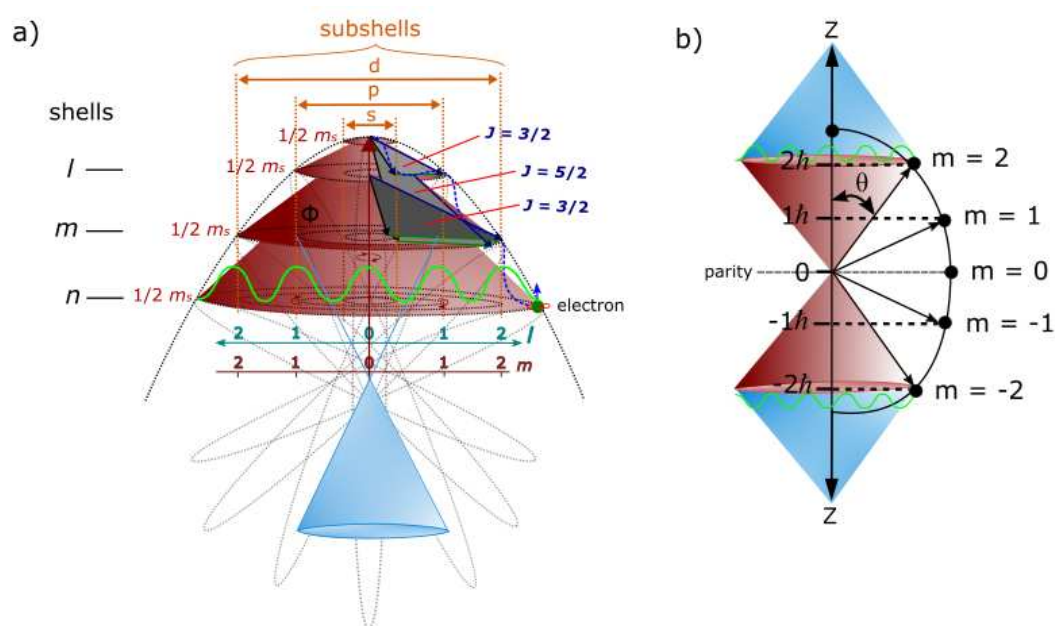 a)
subshells
d
p
s
shells
l
m
n
1/2 mₛ
1/2 mₛ
1/2 mₛ
1/2 mₛ
J = 3/2
J = 5/2
J = 3/2
Φ
electron
2 1 0 1 2 l
2 1 0 1 2 m
b)
Z
2h m = 2
θ
1h m = 1
parity 0 m = 0
-1h m = -1
-2h m = -2
Z